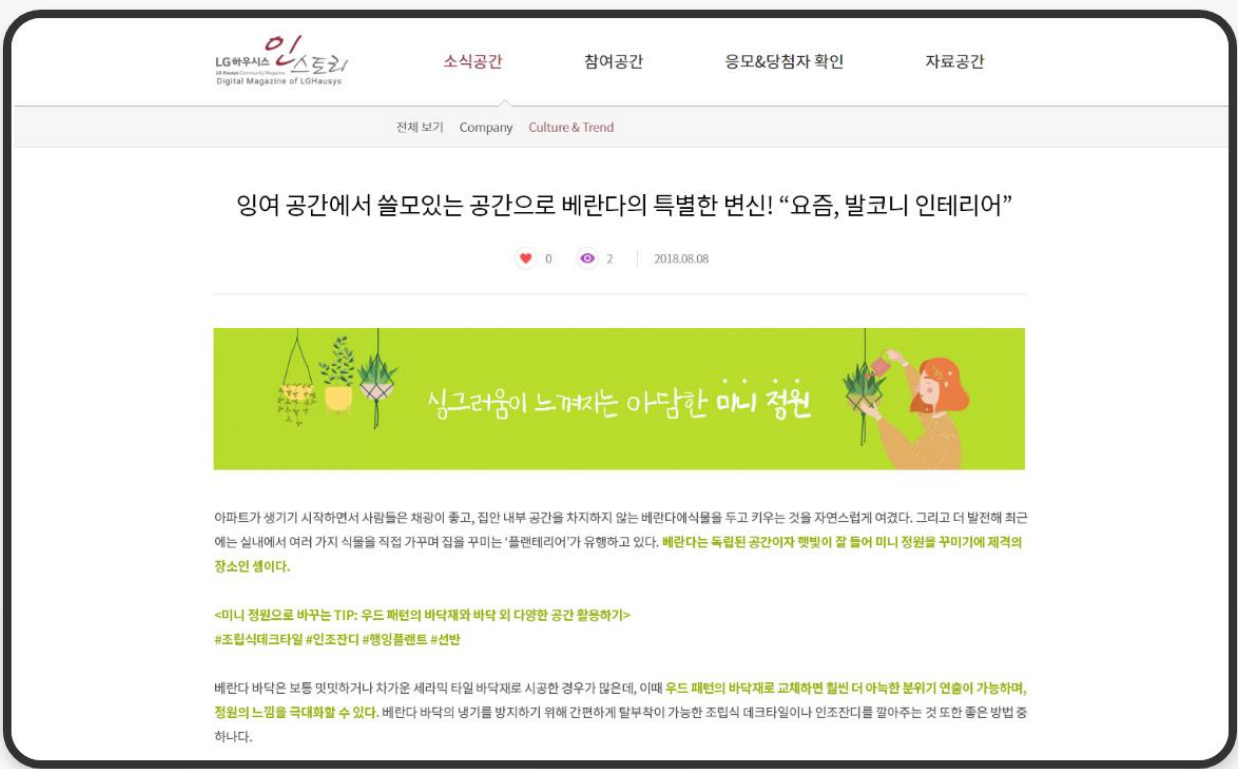 LG하우시스 인스토리
Digital Magazine of LGHausys
소식공간 참여공간 응모&당첨자 확인 자료공간
전체 보기 Company Culture & Trend
잉여 공간에서 쓸모있는 공간으로 베란다의 특별한 변신! “요즘, 발코니 인테리어”
0 2 2018.08.08
싱그러움이 느껴지는 아담한 미니 정원
아파트가 생기기 시작하면서 사람들은 채광이 좋고, 집안 내부 공간을 차지하지 않는 베란다에식물을 두고 키우는 것을 자연스럽게 여겼다. 그리고 더 발전해 최근
에는 실내에서 여러 가지 식물을 직접 가꾸며 집을 꾸미는 ‘플랜테리어’가 유행하고 있다. 베란다는 독립된 공간이자 햇빛이 잘 들어 미니 정원을 꾸미기에 제격의
장소인 셈이다.
<미니 정원으로 바꾸는 TIP: 우드 패턴의 바닥재와 바닥 외 다양한 공간 활용하기>
#조립식데크타일 #인조잔디 #행잉플랜트 #선반
베란다 바닥은 보통 밋밋하거나 차가운 세라믹 타일 바닥재로 시공한 경우가 많은데, 이때 우드 패턴의 바닥재로 교체하면 훨씬 더 아늑한 분위기 연출이 가능하며,
정원의 느낌을 극대화할 수 있다. 베란다 바닥의 냉기를 방지하기 위해 간편하게 탈부착이 가능한 조립식 데크타일이나 인조잔디를 깔아주는 것 또한 좋은 방법 중
하나다.